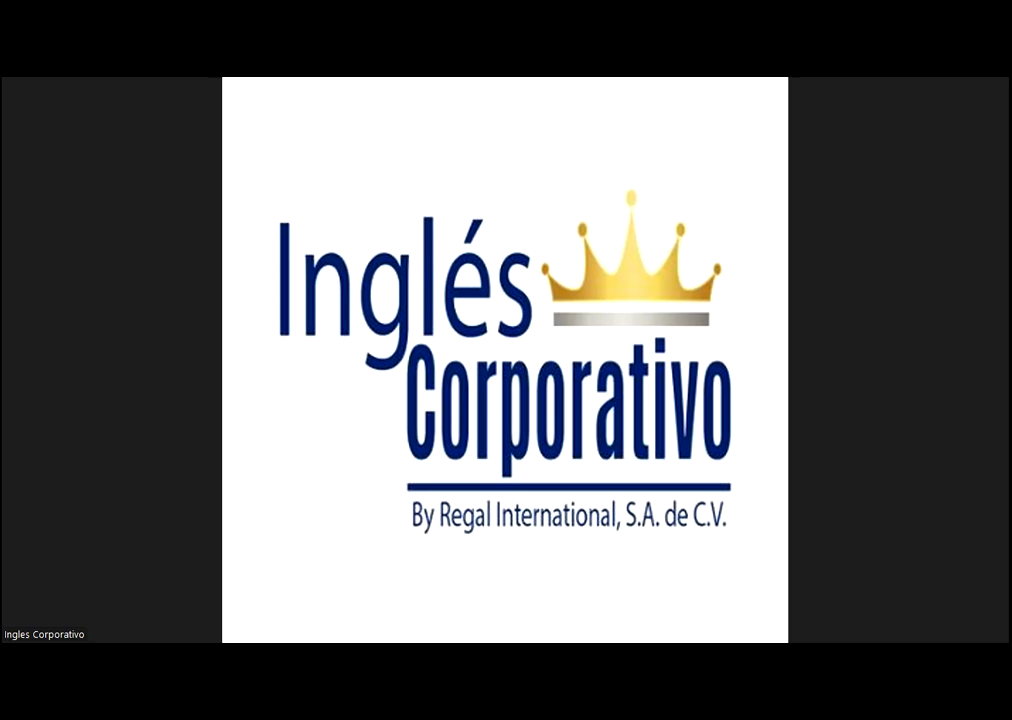 Inglés
Corporativo
By Regal International, S.A. de C.V.
Ingles Corporativo